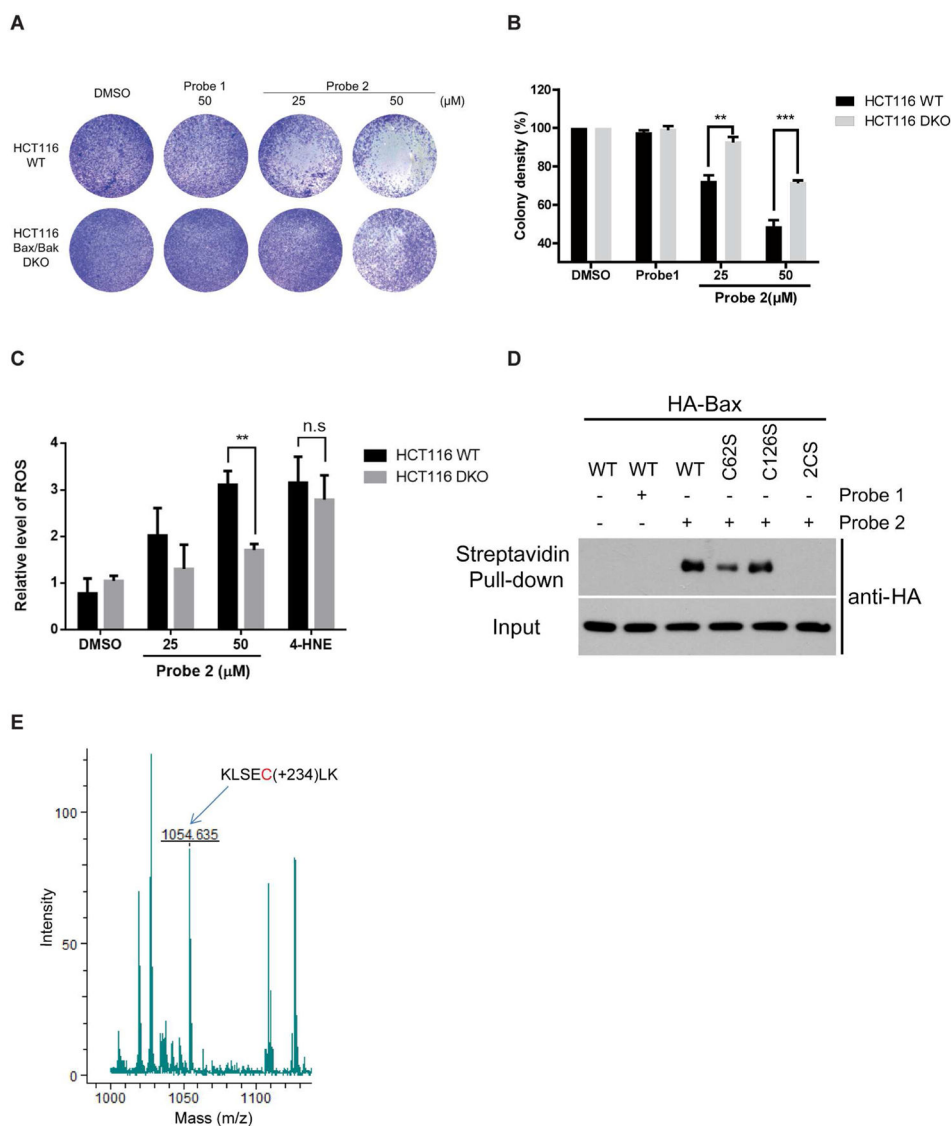 A
DMSO
Probe 1
50
Probe 2
25
50
(µM)
HCT116
WT
HCT116
Bax/Bak
DKO
B
Colony density (%)
100
80
60
40
**
***
HCT116 WT
HCT116 DKO
DMSO
Probe1
25
50
Probe 2(µM)
C
Relative level of ROS
4
3
2
1
0
**
n.s
HCT116 WT
HCT116 DKO
DMSO
25
50
4-HNE
Probe 2 (µM)
D
HA-Bax
WT
WT
WT
C62S
C126S
2CS
- + - - - - Probe 1
- - + + + + Probe 2
Streptavidin
Pull-down
Input
anti-HA
E
KLSEC(+234)LK
1054.635
Intensity
100
50
0
1000
1050
1100
Mass (m/z)